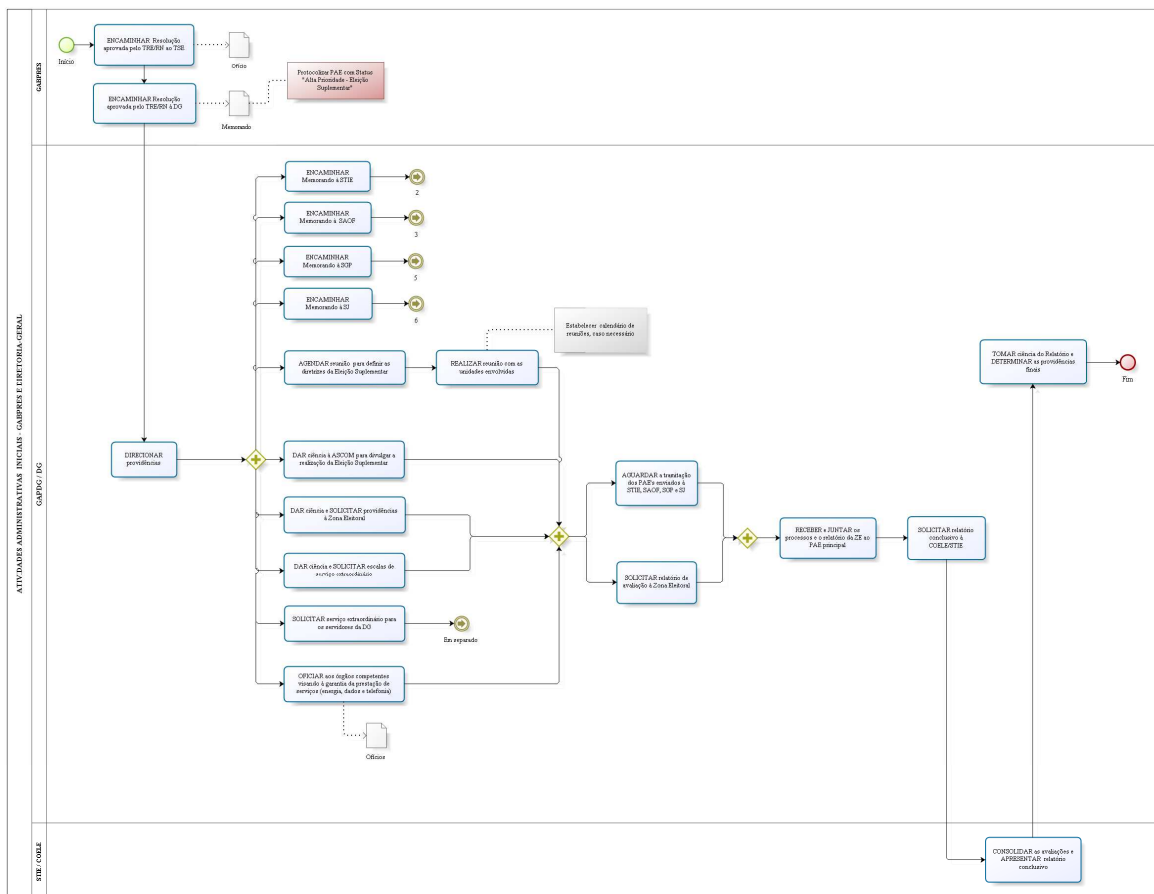 ATIVIDADES ADMINISTRATIVAS INICIAIS - GABPRES E DIRETORIA-GERAL
GABPRES
Início
ENCAMINHAR Resolução
aprovada pelo TRE/RN ao TSE
Ofício
ENCAMINHAR Resolução
aprovada pelo TRE/RN à DG
Memorando
Protocolizar PAE com Status
"Alta Prioridade - Eleição
Suplementar"
GAPDG / DG
ENCAMINHAR
Memorando à STIE
2
ENCAMINHAR
Memorando à SAOF
3
ENCAMINHAR
Memorando à SGP
5
ENCAMINHAR
Memorando à SJ
6
AGENDAR reunião para definir as
diretrizes da Eleição Suplementar
REALIZAR reunião com as
unidades envolvidas
Estabelecer calendário de
reuniões, caso necessário
TOMAR ciência do Relatório e
DETERMINAR as providências
finais
Fim
DIRECIONAR
providências
DAR ciência à ASCOM para divulgar a
realização da Eleição Suplementar
DAR ciência e SOLICITAR providências
à Zona Eleitoral
DAR ciência e SOLICITAR escalas de
serviço extraordinário
SOLICITAR serviço extraordinário para
os servidores da DG
Em separado
OFICIAR aos órgãos competentes
visando à garantia da prestação de
serviços (energia, dados e telefonia)
Ofícios
AGUARDAR a tramitação
dos PAE's enviados à
STIE, SAOF, SGP e SJ
SOLICITAR relatório de
avaliação à Zona Eleitoral
RECEBER e JUNTAR os
processos e o relatório da ZE ao
PAE principal
SOLICITAR relatório
conclusivo à
COELE/STIE
STIE / COELE
CONSOLIDAR as avaliações e
APRESENTAR relatório
conclusivo